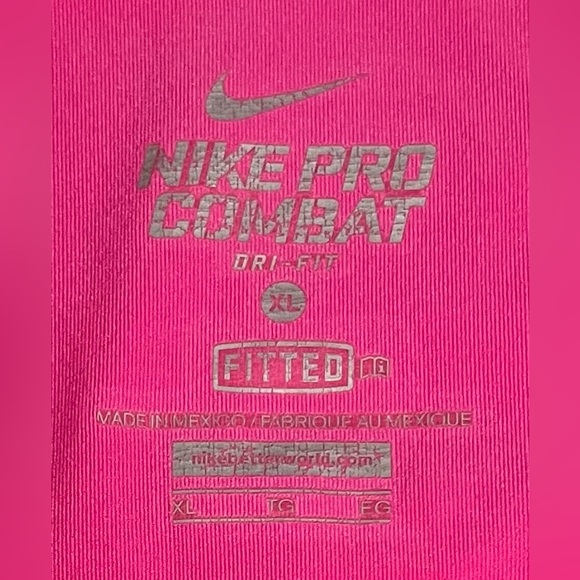 NIKE PRO
COMBAT
DRI-FIT
XL
FITTED
MADE IN MEXICO / FABRIQUE AU MEXIQUE
nikebetterworld.com
XL TG EG